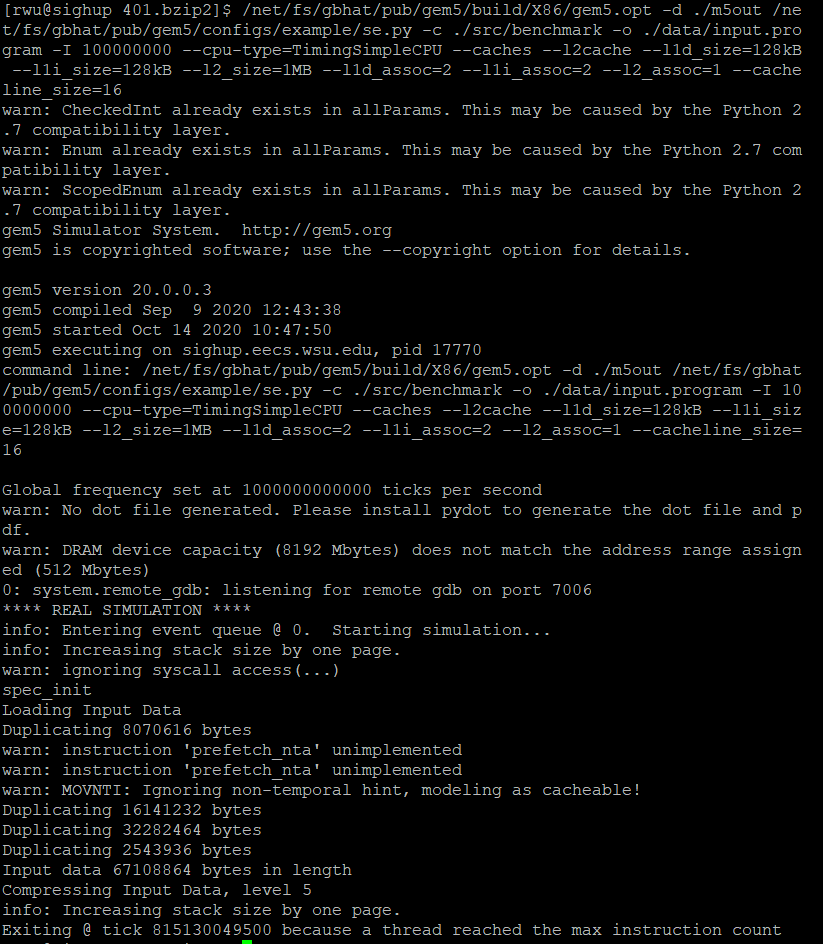 [rwu@sighup 401.bzip2]$ /net/fs/gbhat/pub/gem5/build/X86/gem5.opt -d ./m5out /ne
t/fs/gbhat/pub/gem5/configs/example/se.py -c ./src/benchmark -o ./data/input.pro
gram -I 100000000 --cpu-type=TimingSimpleCPU --caches --l2cache --l1d_size=128kB
 --l1i_size=128kB --l2_size=1MB --l1d_assoc=2 --l1i_assoc=2 --l2_assoc=1 --cache
line_size=16
warn: CheckedInt already exists in allParams. This may be caused by the Python 2
.7 compatibility layer.
warn: Enum already exists in allParams. This may be caused by the Python 2.7 com
patibility layer.
warn: ScopedEnum already exists in allParams. This may be caused by the Python 2
.7 compatibility layer.
gem5 Simulator System.  http://gem5.org
gem5 is copyrighted software; use the --copyright option for details.

gem5 version 20.0.0.3
gem5 compiled Sep  9 2020 12:43:38
gem5 started Oct 14 2020 10:47:50
gem5 executing on sighup.eecs.wsu.edu, pid 17770
command line: /net/fs/gbhat/pub/gem5/build/X86/gem5.opt -d ./m5out /net/fs/gbhat
/pub/gem5/configs/example/se.py -c ./src/benchmark -o ./data/input.program -I 10
0000000 --cpu-type=TimingSimpleCPU --caches --l2cache --l1d_size=128kB --l1i_siz
e=128kB --l2_size=1MB --l1d_assoc=2 --l1i_assoc=2 --l2_assoc=1 --cacheline_size=
16

Global frequency set at 1000000000000 ticks per second
warn: No dot file generated. Please install pydot to generate the dot file and p
df.
warn: DRAM device capacity (8192 Mbytes) does not match the address range assign
ed (512 Mbytes)
0: system.remote_gdb: listening for remote gdb on port 7006
**** REAL SIMULATION ****
info: Entering event queue @ 0.  Starting simulation...
info: Increasing stack size by one page.
warn: ignoring syscall access(...)
spec_init
Loading Input Data
Duplicating 8070616 bytes
warn: instruction 'prefetch_nta' unimplemented
warn: instruction 'prefetch_nta' unimplemented
warn: MOVNTI: Ignoring non-temporal hint, modeling as cacheable!
Duplicating 16141232 bytes
Duplicating 32282464 bytes
Duplicating 2543936 bytes
Input data 67108864 bytes in length
Compressing Input Data, level 5
info: Increasing stack size by one page.
Exiting @ tick 815130049500 because a thread reached the max instruction count